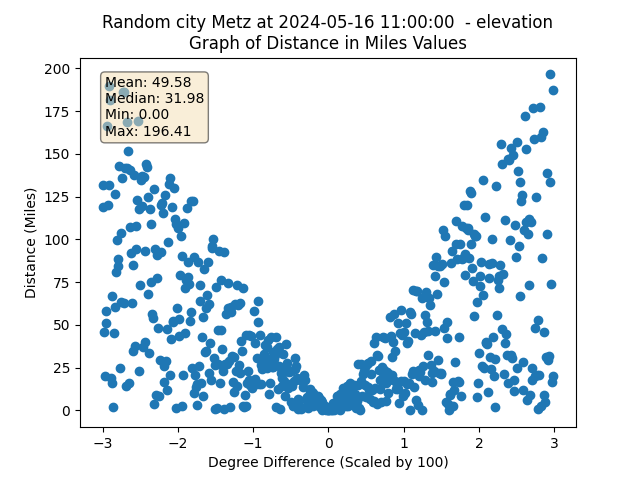 Random city Metz at 2024-05-16 11:00:00  - elevation
Graph of Distance in Miles Values
Mean: 49.58
Median: 31.98
Min: 0.00
Max: 196.41
200
175
150
125
100
75
50
25
0
Distance (Miles)
−3 −2 −1 0 1 2 3
Degree Difference (Scaled by 100)